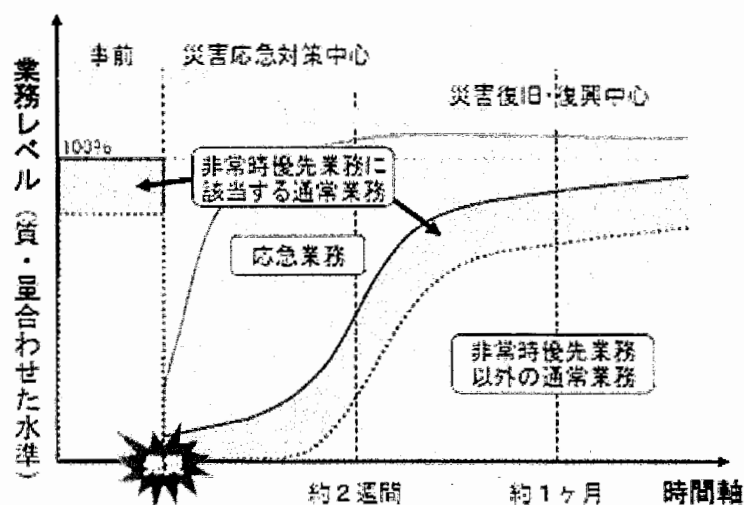 事前
災害応急対策中心
災害復旧・復興中心
業務レベル（質・量合わせた水準）
100%
非常時優先業務に
該当する通常業務
応急業務
非常時優先業務
以外の通常業務
約2週間
約1ヶ月
時間軸